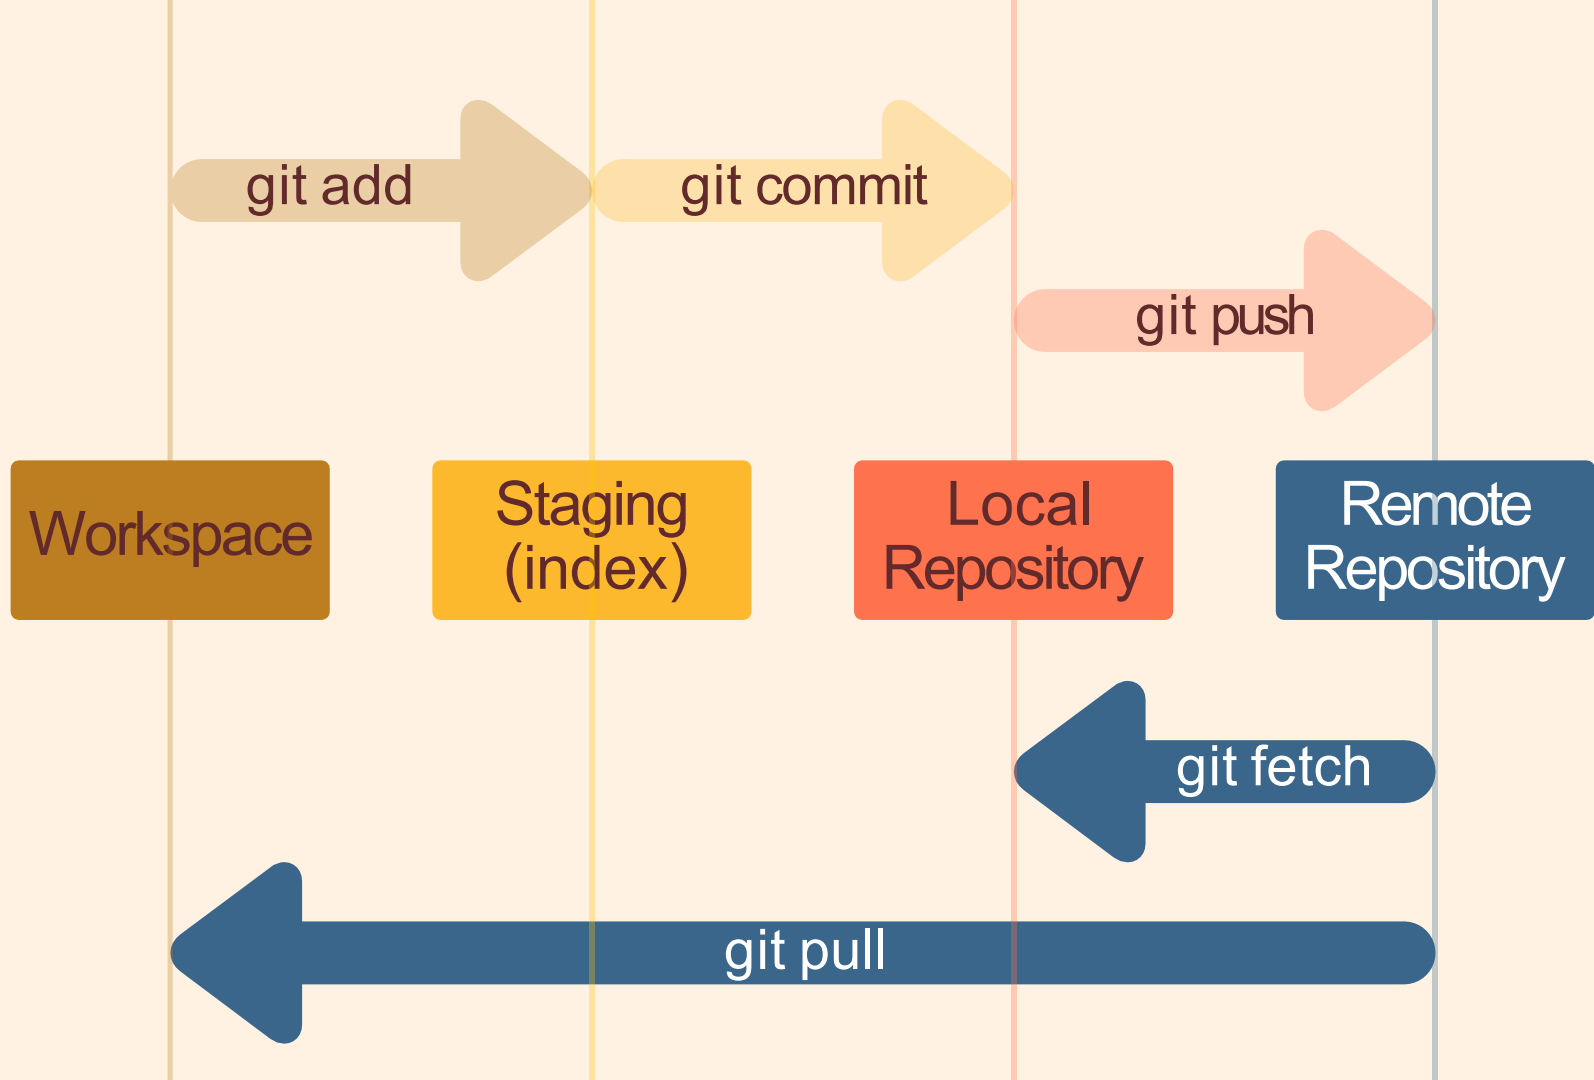 git add
git commit
git push
Workspace
Staging
(index)
Local
Repository
Remote
Repository
git fetch
git pull